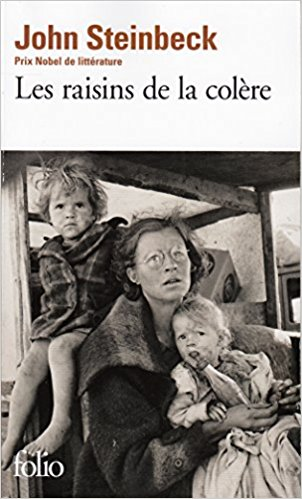 John Steinbeck
Prix Nobel de littérature
Les raisins de la colère
folio